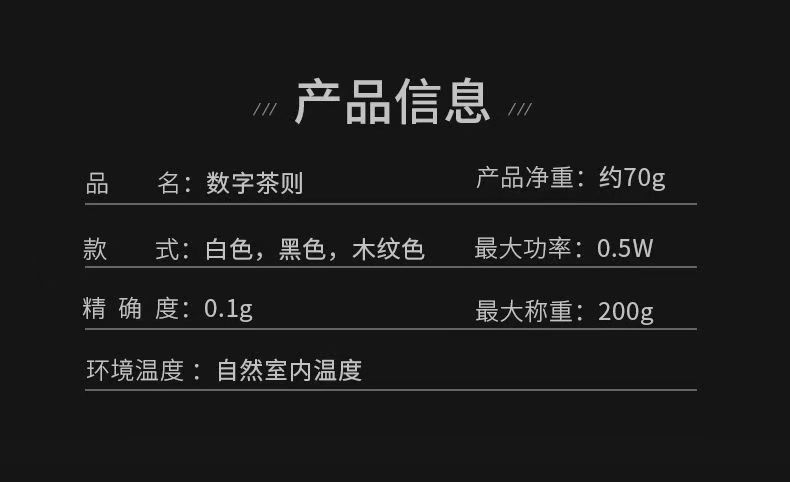 /// 产品信息 ///
品 名：数字茶则 产品净重：约70g
款 式：白色，黑色，木纹色 最大功率：0.5W
精 确 度：0.1g 最大称重：200g
环境温度 ：自然室内温度